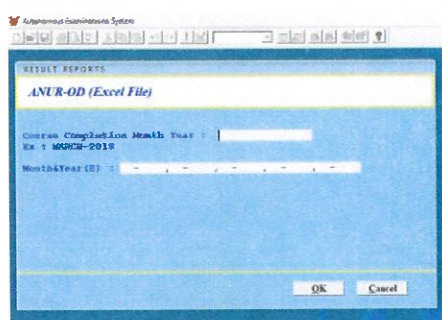 Autonomous Examinations System
RESULT REPORTS
ANUR-OD (Excel File)
Course Completion Month Year :
Ex : MARCH-2018
Month&Year(E) : - , - , - , - , -
OK Cancel